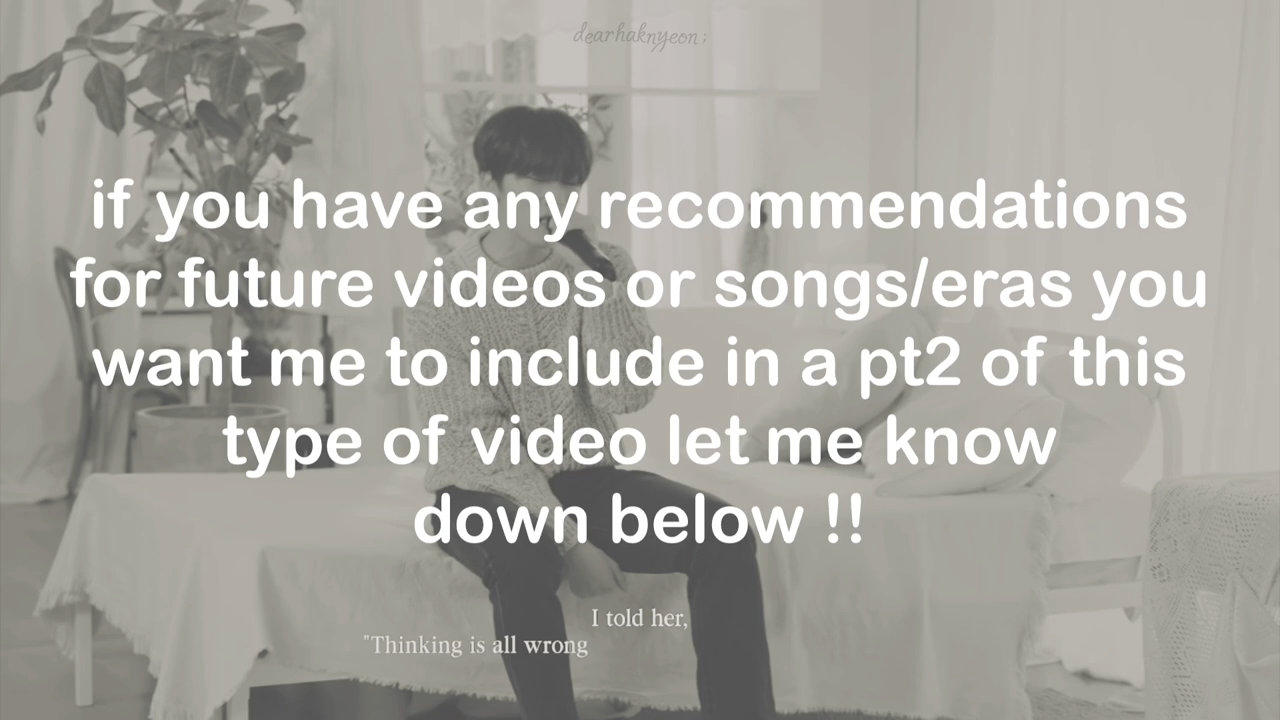 dearhaknyeon;
if you have any recommendations
for future videos or songs/eras you
want me to include in a pt2 of this
type of video let me know
down below !!
I told her,
"Thinking is all wrong